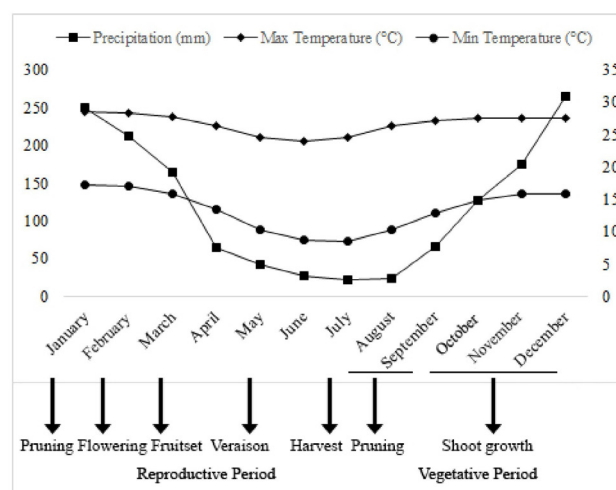 Precipitation (mm) Max Temperature (°C) Min Temperature (°C)
300 35
250 30
200 25
150 20
100 15
50 10
0 5
0
January February March April May June July August September October November December
Pruning Flowering Fruitset Veraison Harvest Pruning Shoot growth
Reproductive Period Vegetative Period